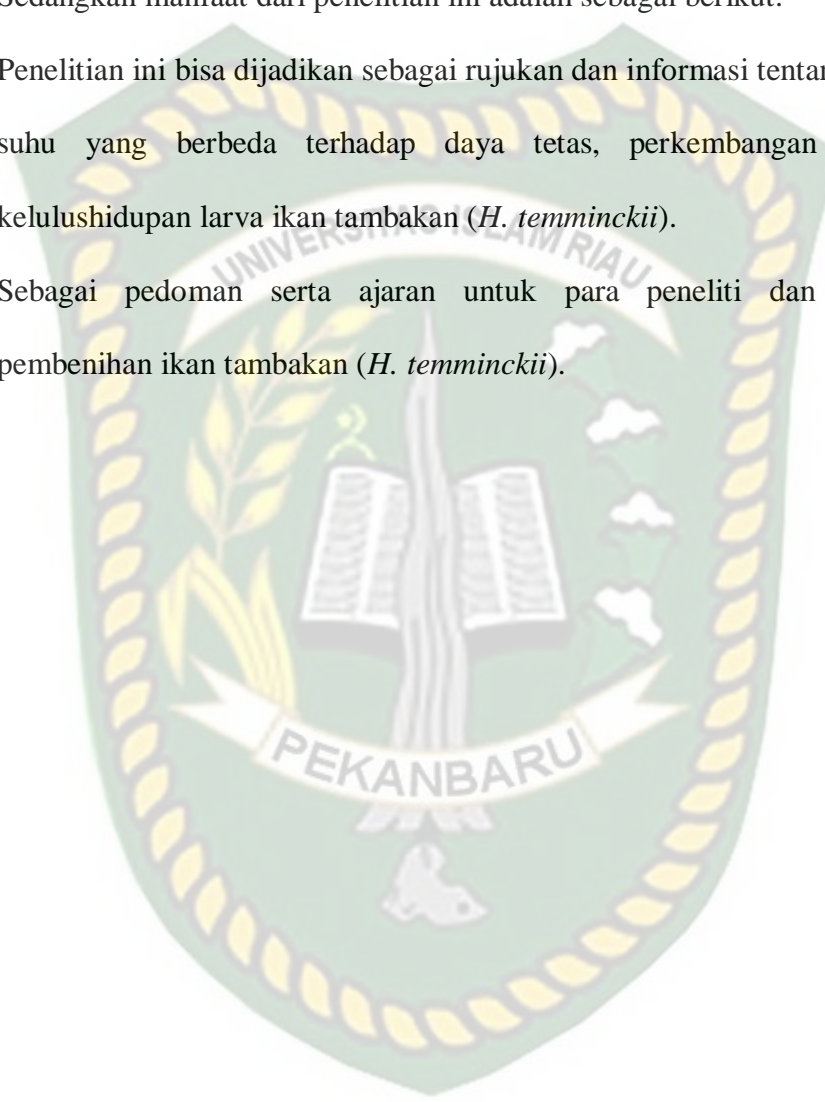 Sedangkan manfaat dari penelitian ini adalah sebagai berikut:
Penelitian ini bisa dijadikan sebagai rujukan dan informasi
suhu yang berbeda terhadap daya tetas, perkembangan
kelulushidupan larva ikan tambakan (H. temminckii).
Sebagai pedoman serta ajaran untuk para peneliti dan
pembenihan ikan tambakan (H. temminckii).
UNIVERSITAS ISLAM RIAU
PEKANBARU